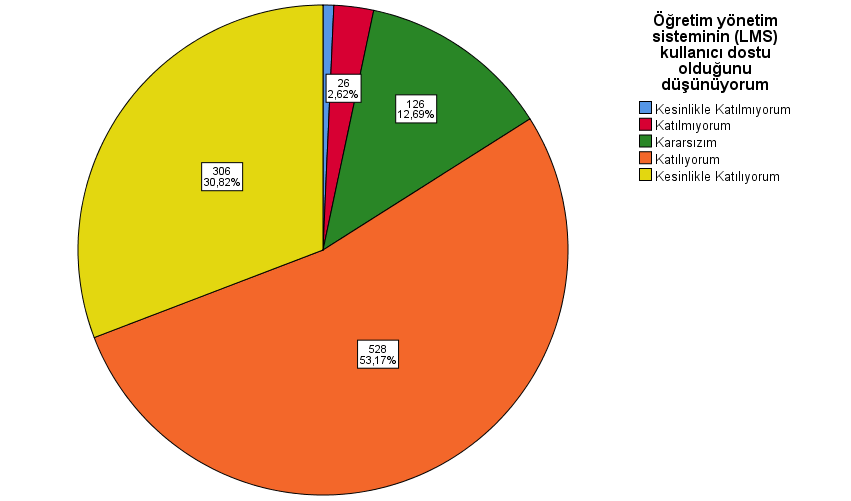 Öğretim yönetim
sisteminin (LMS)
kullanıcı dostu
olduğunu
düşünüyorum
Kesinlikle Katılmıyorum
Katılmıyorum
Kararsızım
Katılıyorum
Kesinlikle Katılıyorum
26
2,62%
126
12,69%
306
30,82%
528
53,17%